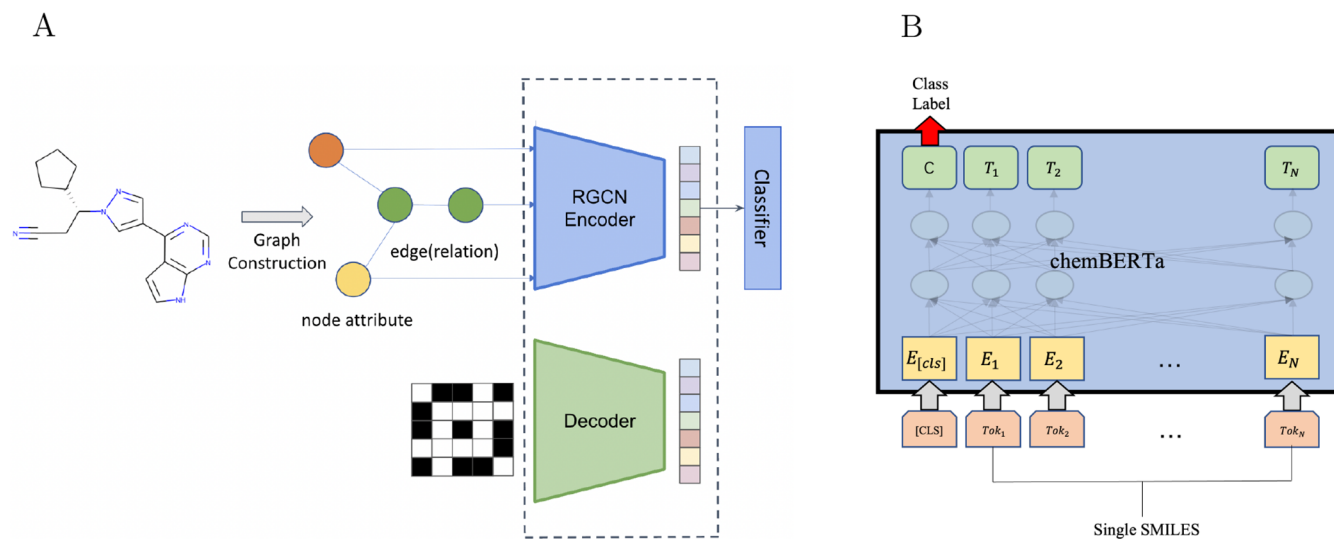 A
N
N
N
N
N
NH
Graph
Construction
edge(relation)
node attribute
RGCN
Encoder
Classifier
Decoder
B
Class
Label
C
T1
T2
TN
chemBERTa
E[cls]
E1
E2
...
EN
[CLS]
Tok1
Tok2
...
TokN
Single SMILES